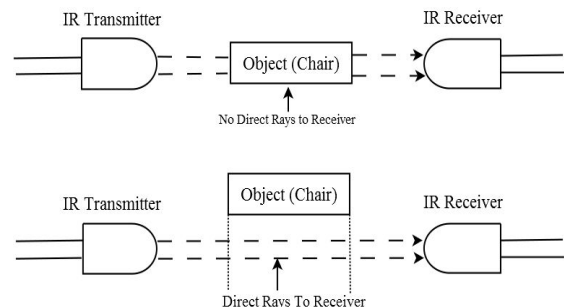 IR Transmitter
IR Receiver
Object (Chair)
No Direct Rays to Receiver
Object (Chair)
IR Transmitter
IR Receiver
Direct Rays To Receiver